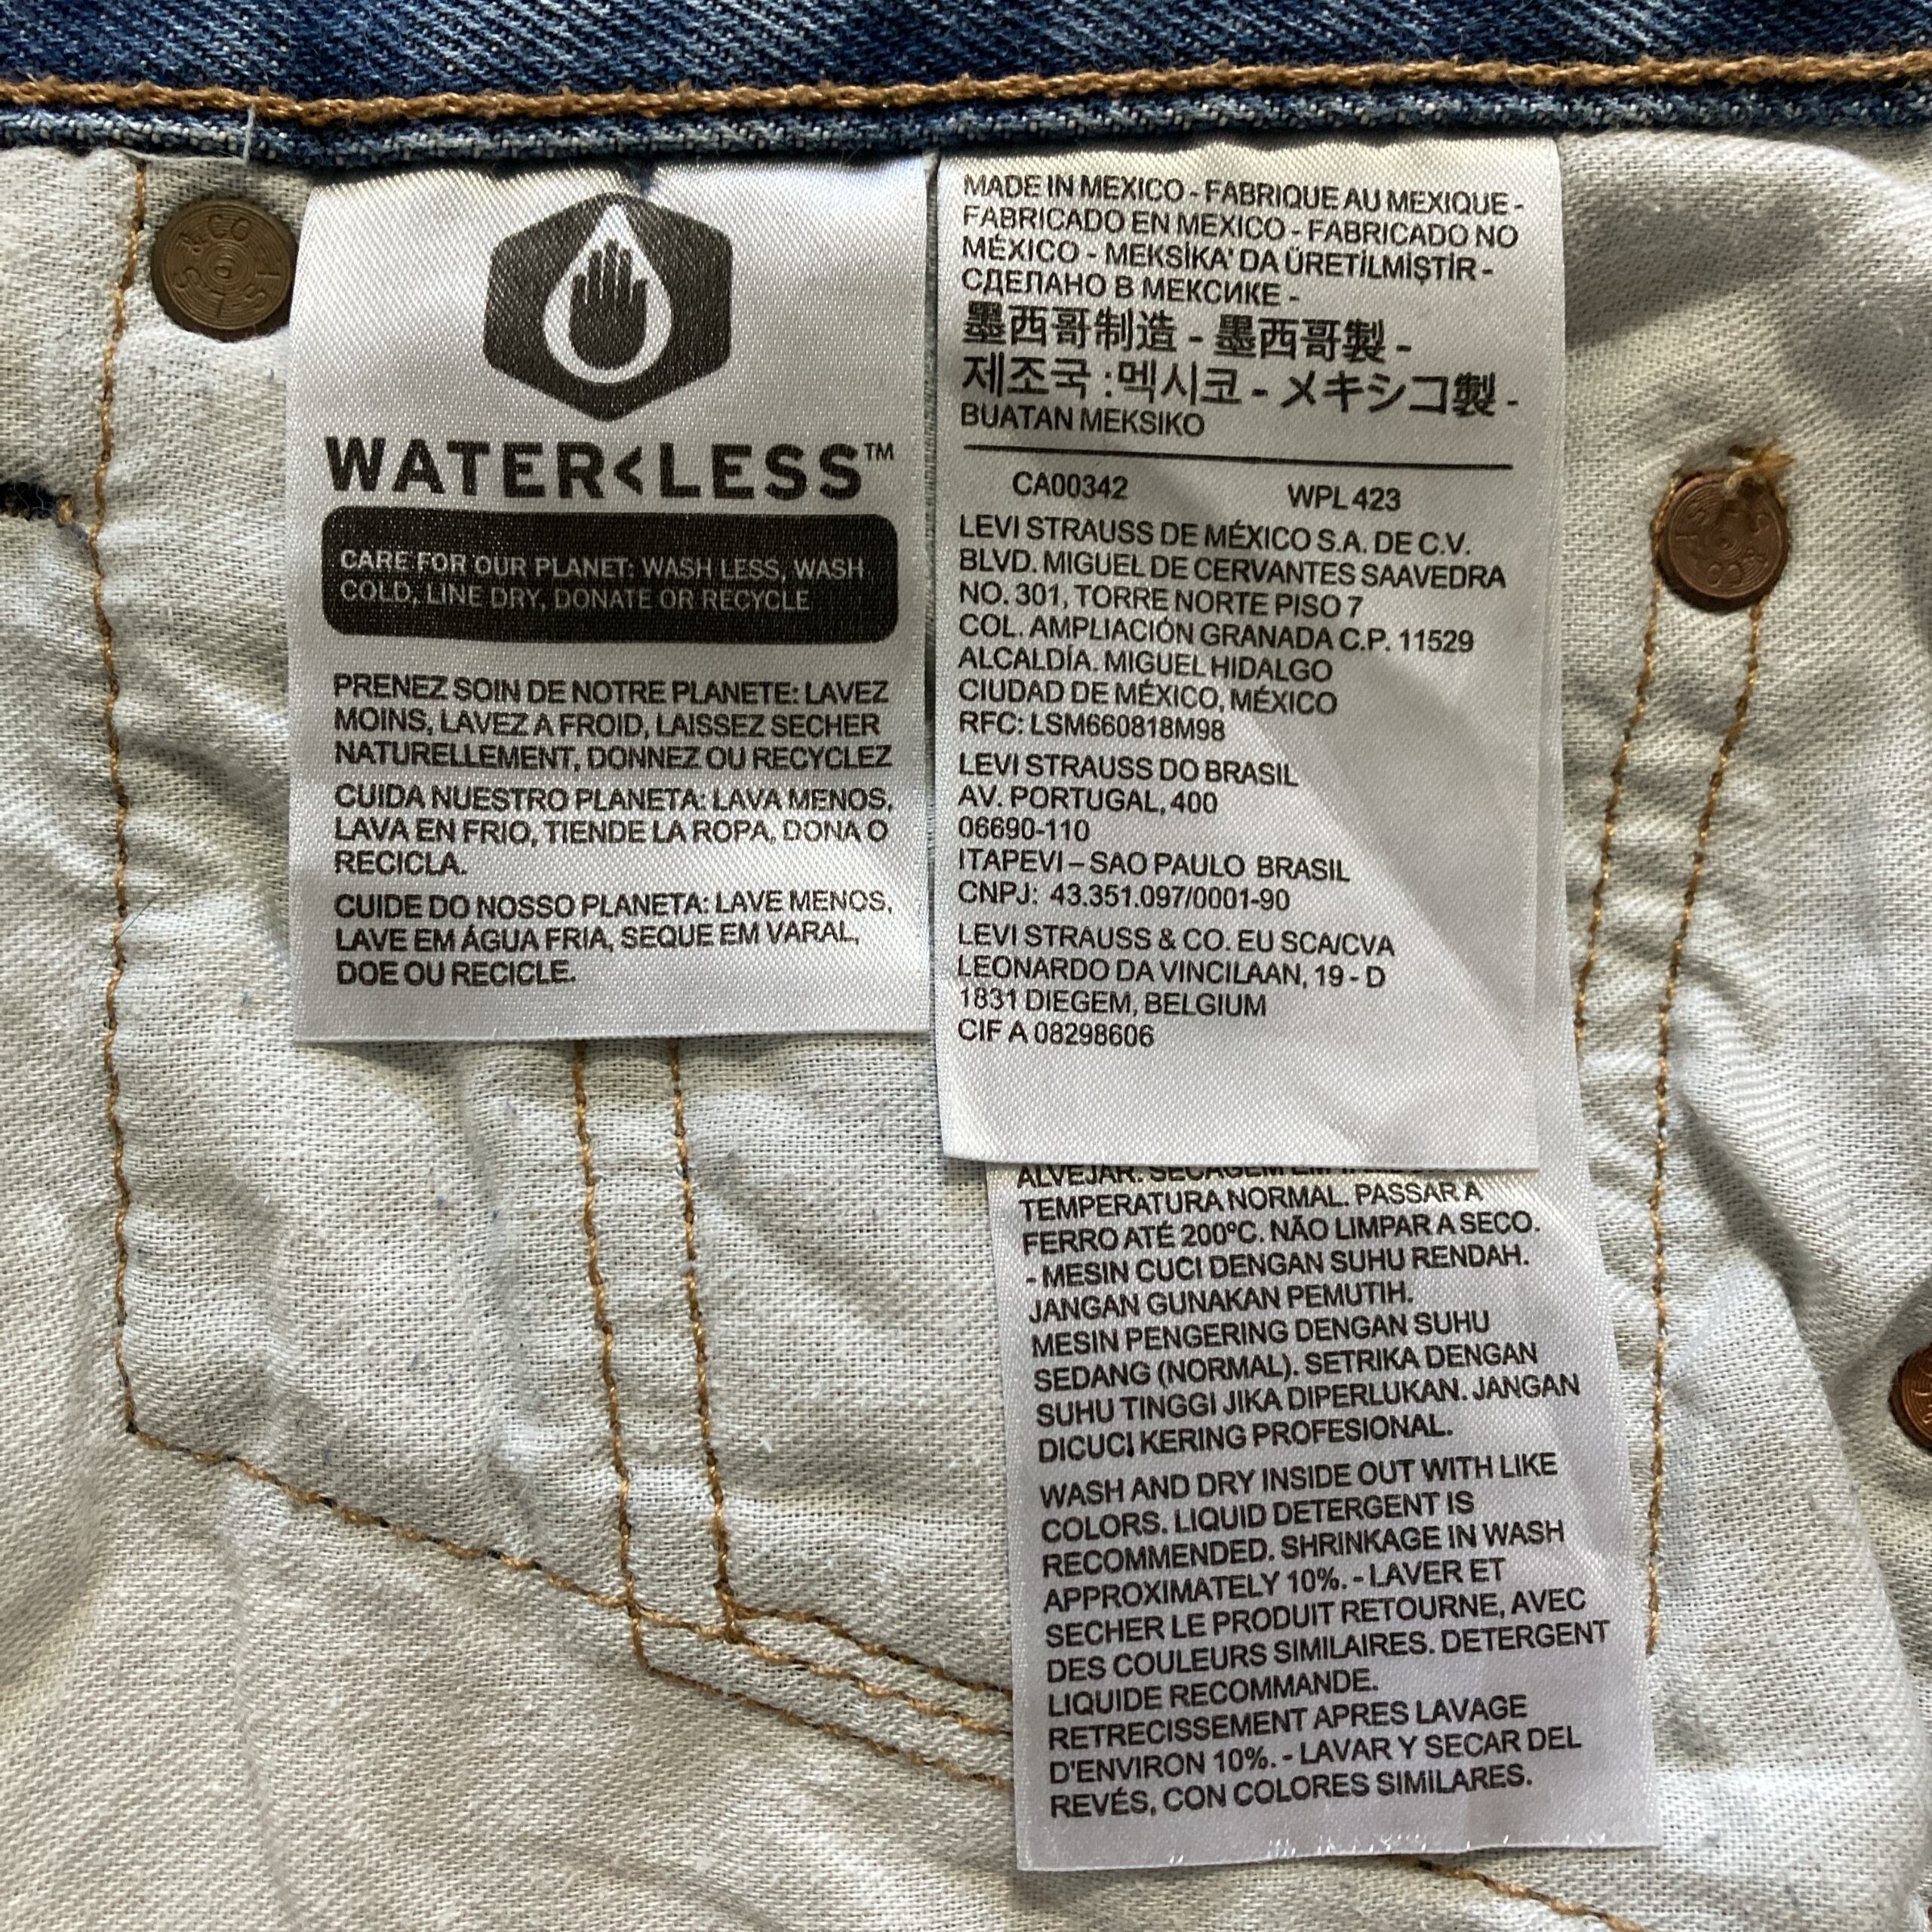 WATER<LESS™
CARE FOR OUR PLANET: WASH LESS, WASH
COLD, LINE DRY, DONATE OR RECYCLE
PRENEZ SOIN DE NOTRE PLANETE: LAVEZ
MOINS, LAVEZ A FROID, LAISSEZ SECHER
NATURELLEMENT, DONNEZ OU RECYCLEZ
CUIDA NUESTRO PLANETA: LAVA MENOS,
LAVA EN FRIO, TIENDE LA ROPA, DONA O
RECICLA.
CUIDE DO NOSSO PLANETA: LAVE MENOS,
LAVE EM ÁGUA FRIA, SEQUE EM VARAL,
DOE OU RECICLE.
MADE IN MEXICO - FABRIQUE AU MEXIQUE -
FABRICADO EN MEXICO - FABRICADO NO
MÉXICO - MEKSİKA' DA ÜRETİLMİŞTİR -
СДЕЛАНО В МЕКСИКЕ -
墨西哥制造 - 墨西哥製 -
제조국 :멕시코 - メキシコ製 -
BUATAN MEKSIKO
CA00342 WPL 423
LEVI STRAUSS DE MÉXICO S.A. DE C.V.
BLVD. MIGUEL DE CERVANTES SAAVEDRA
NO. 301, TORRE NORTE PISO 7
COL. AMPLIACIÓN GRANADA C.P. 11529
ALCALDÍA. MIGUEL HIDALGO
CIUDAD DE MÉXICO, MÉXICO
RFC: LSM660818M98
LEVI STRAUSS DO BRASIL
AV. PORTUGAL, 400
06690-110
ITAPEVI – SAO PAULO BRASIL
CNPJ: 43.351.097/0001-90
LEVI STRAUSS & CO. EU SCA/CVA
LEONARDO DA VINCILAAN, 19 - D
1831 DIEGEM, BELGIUM
CIF A 08298606
ALVEJAR. SECAGEM EM
TEMPERATURA NORMAL. PASSAR A
FERRO ATÉ 200ºC. NÃO LIMPAR A SECO.
- MESIN CUCI DENGAN SUHU RENDAH.
JANGAN GUNAKAN PEMUTIH.
MESIN PENGERING DENGAN SUHU
SEDANG (NORMAL). SETRIKA DENGAN
SUHU TINGGI JIKA DIPERLUKAN. JANGAN
DICUCI KERING PROFESIONAL.
WASH AND DRY INSIDE OUT WITH LIKE
COLORS. LIQUID DETERGENT IS
RECOMMENDED. SHRINKAGE IN WASH
APPROXIMATELY 10%. - LAVER ET
SECHER LE PRODUIT RETOURNE, AVEC
DES COULEURS SIMILAIRES. DETERGENT
LIQUIDE RECOMMANDE.
RETRECISSEMENT APRES LAVAGE
D'ENVIRON 10%. - LAVAR Y SECAR DEL
REVÉS, CON COLORES SIMILARES.